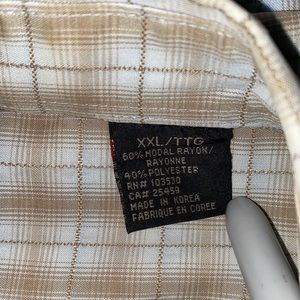 XXL/TTG
60% MODAL RAYON/
RAYONNE
40% POLYESTER
RN# 103530
CA# 25459
MADE IN KOREA
FABRIQUE EN COREE